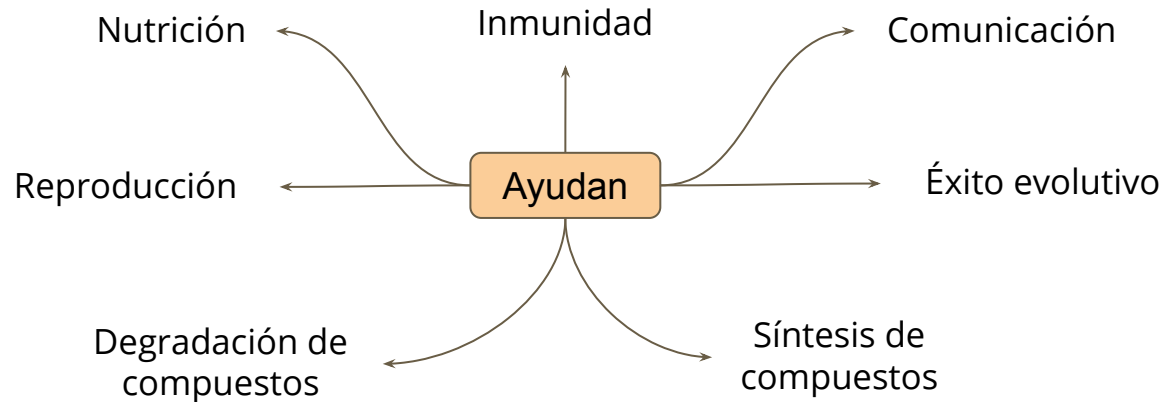 Nutrición
Inmunidad
Comunicación
Reproducción
Ayudan
Éxito evolutivo
Degradación de
compuestos
Síntesis de
compuestos